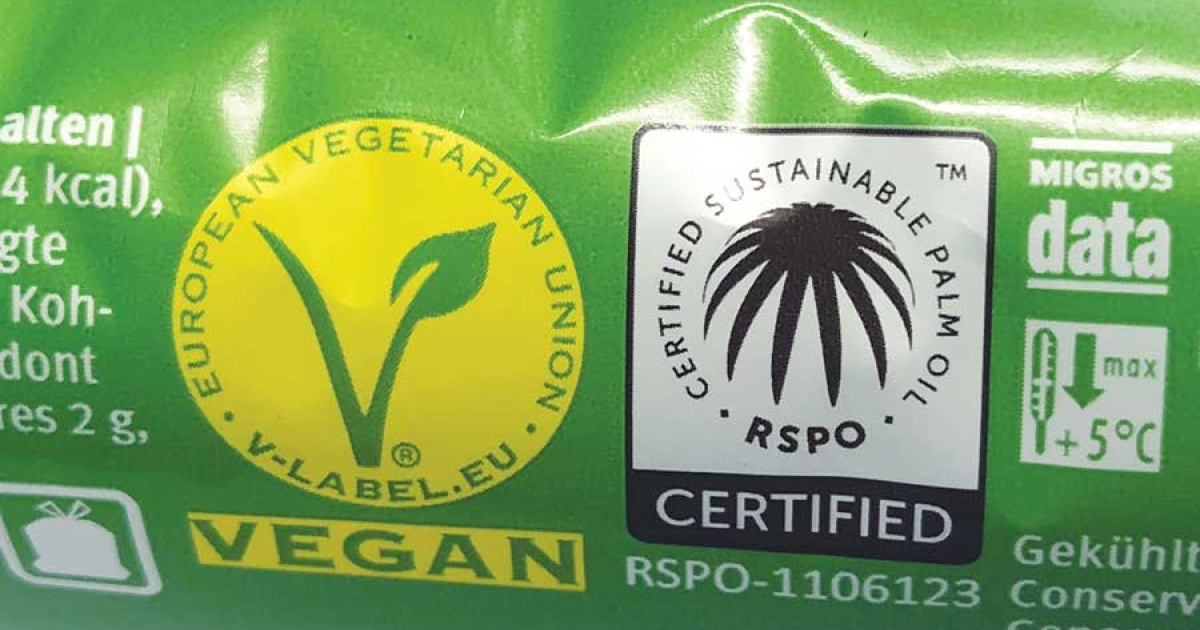 alten |
4 kcal),
gte
Koh-
dont
res 2 g,
EUROPEAN VEGETARIAN UNION
• V-LABEL.EU •
®
VEGAN
CERTIFIED SUSTAINABLE PALM OIL
TM
• RSPO •
CERTIFIED
RSPO-1106123
MIGROS
data
max
+5°C
Gekühlt
Conserv